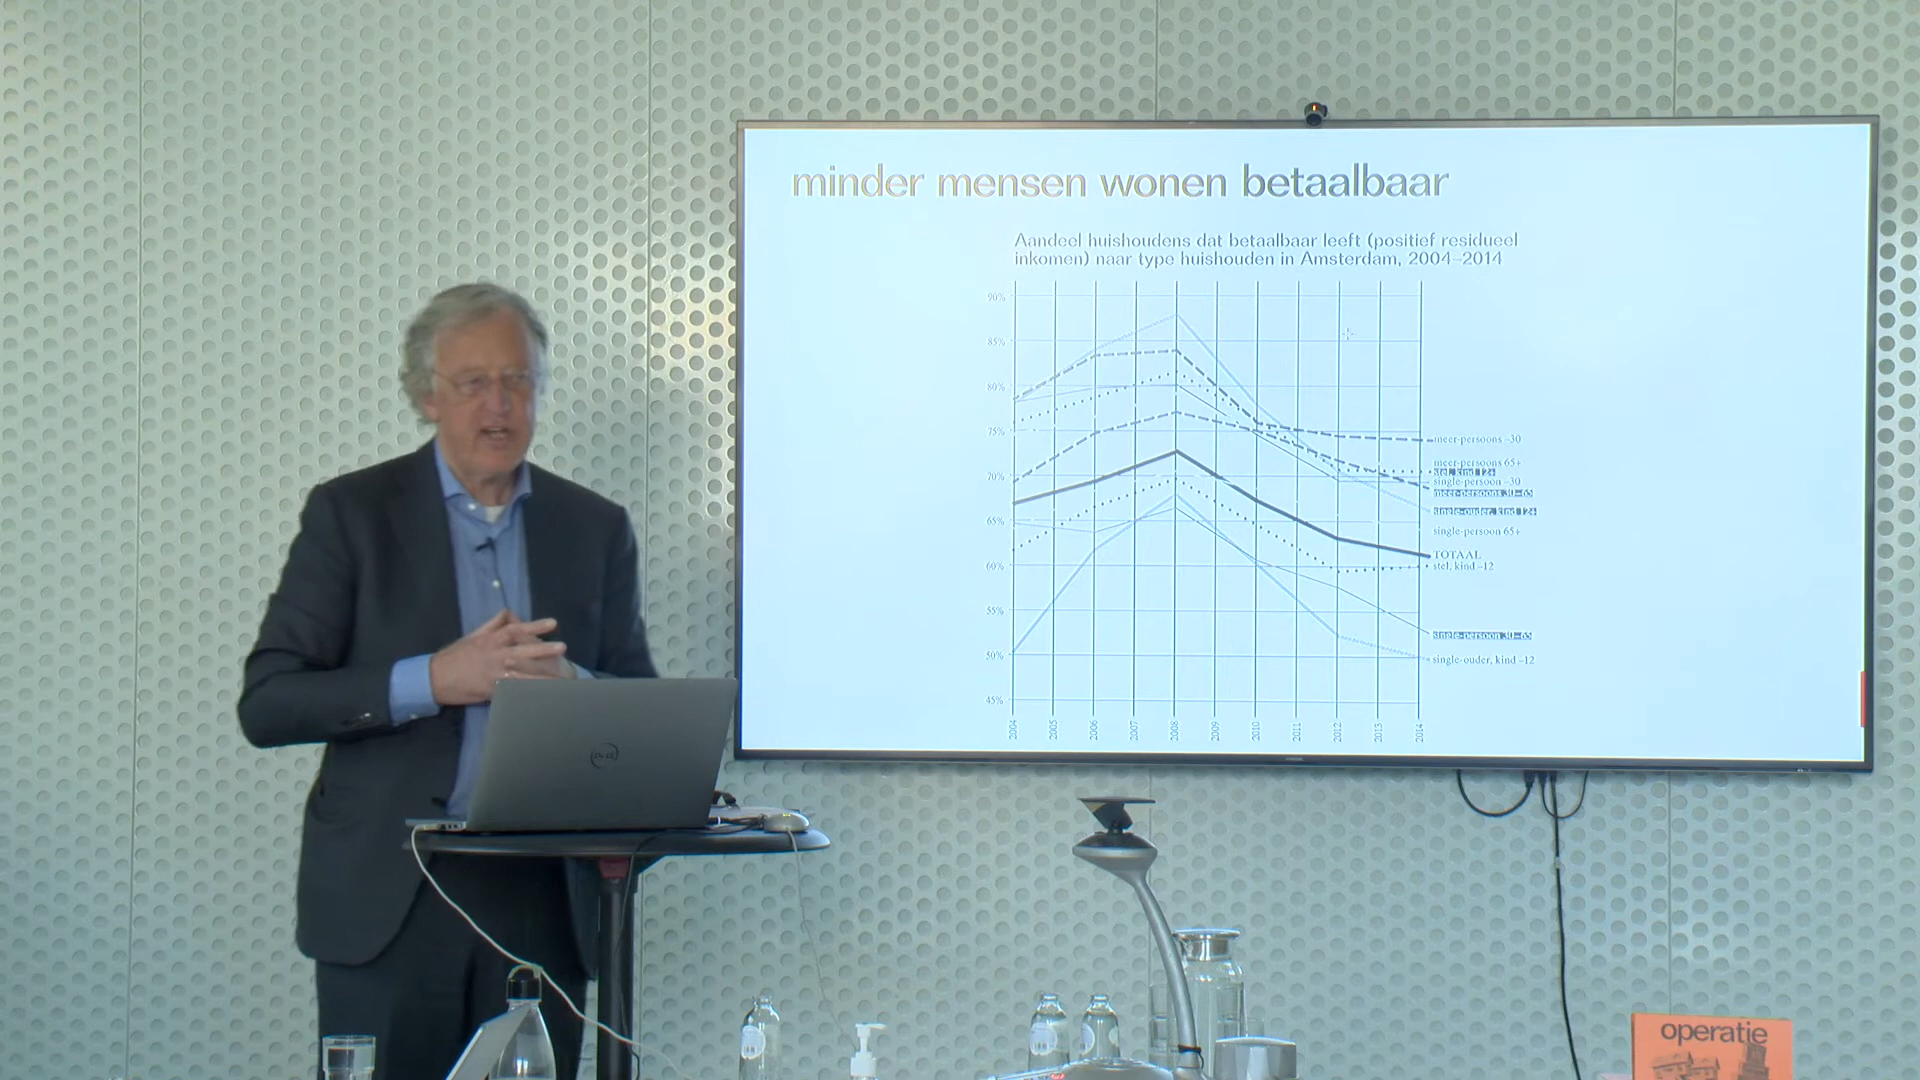 minder mensen wonen betaalbaar
Aandeel huishoudens dat betaalbaar leeft (positief residueel
inkomen) naar type huishouden in Amsterdam, 2004–2014
90%
85%
80%
75%
70%
65%
60%
55%
50%
45%
meer-persoons –30
meer-persoons 65+
stel, kind 12+
single-persoon –30
meer-persoons 30–65
single-ouder, kind 12+
single-persoon 65+
TOTAAL
stel, kind –12
single-persoon 30–65
single-ouder, kind –12
2004
2005
2006
2007
2008
2009
2010
2011
2012
2013
2014
DELL
operatie